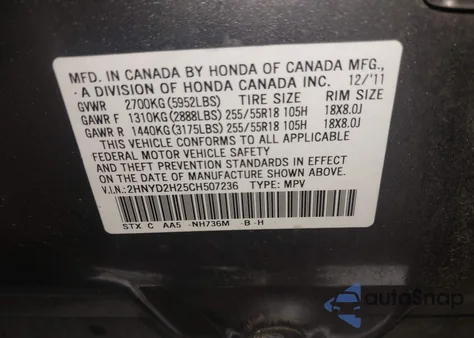 MFD. IN CANADA BY HONDA OF CANADA MFG.,
A DIVISION OF HONDA CANADA INC. 12/'11
GVWR 2700KG(5952LBS) TIRE SIZE RIM SIZE
GAWR F 1310KG(2888LBS) 255/55R18 105H 18X8.0J
GAWR R 1440KG(3175LBS) 255/55R18 105H 18X8.0J
THIS VEHICLE CONFORMS TO ALL APPLICABLE
FEDERAL MOTOR VEHICLE SAFETY
AND THEFT PREVENTION STANDARDS IN EFFECT
ON THE DATE OF MANUFACTURE SHOWN ABOVE.
V.I.N.:2HNYD2H25CH507236 TYPE: MPV
STX C AA5 -NH736M -B -H
autoSnap